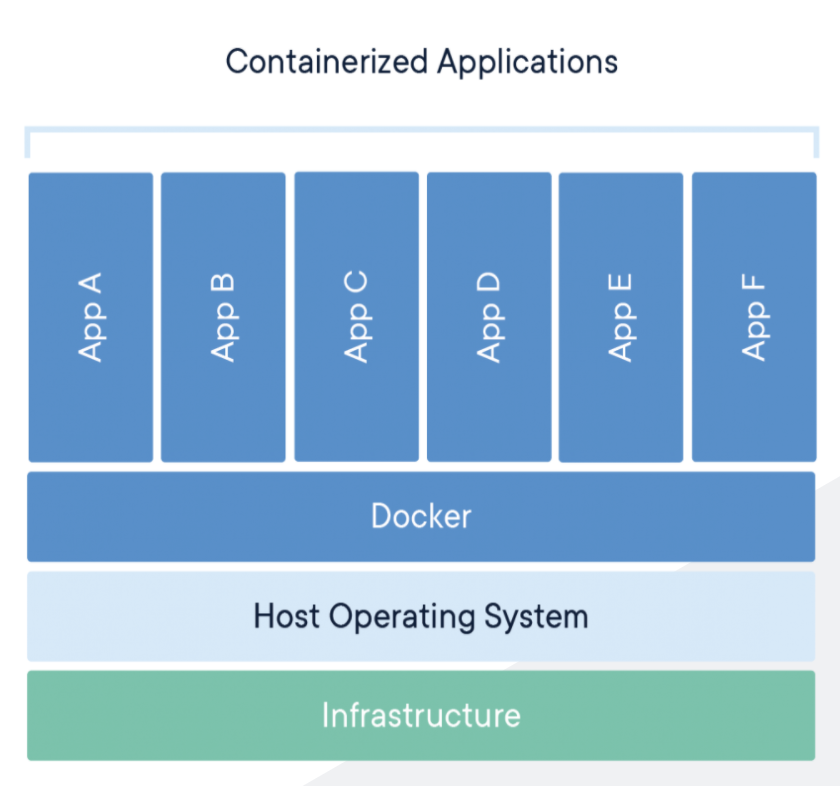 Containerized Applications
App A
App B
App C
App D
App E
App F
Docker
Host Operating System
Infrastructure